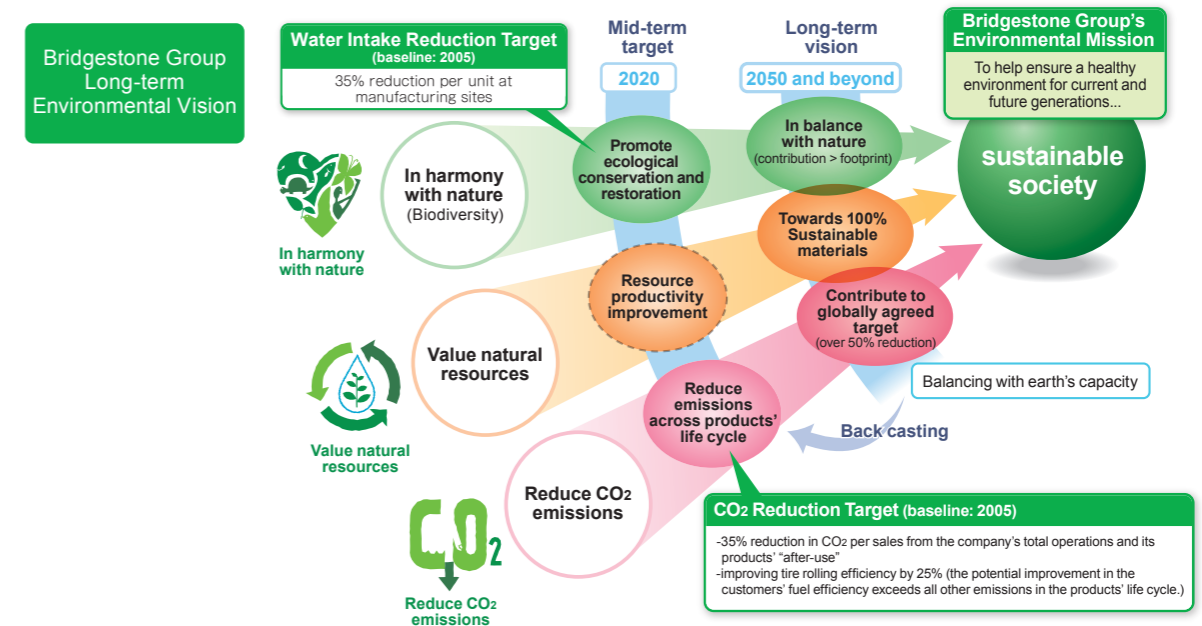 Bridgestone Group
Long-term
Environmental Vision
Water Intake Reduction Target
(baseline: 2005)
35% reduction per unit at
manufacturing sites
Mid-term
target
2020
Long-term
vision
2050 and beyond
Bridgestone Group's
Environmental Mission
To help ensure a healthy
environment for current and
future generations...
sustainable
society
In harmony
with nature
In harmony
with nature
(Biodiversity)
Promote
ecological
conservation and
restoration
In balance
with nature
(contribution > footprint)
Value natural
resources
Value natural
resources
Resource
productivity
improvement
Towards 100%
Sustainable
materials
CO2
Reduce CO2
emissions
Reduce CO2
emissions
Reduce
emissions
across products'
life cycle
Contribute to
globally agreed
target
(over 50% reduction)
Balancing with earth's capacity
Back casting
CO2 Reduction Target (baseline: 2005)
-35% reduction in CO2 per sales from the company's total operations and its
products' "after-use"
-improving tire rolling efficiency by 25% (the potential improvement in the
customers' fuel efficiency exceeds all other emissions in the products' life cycle.)